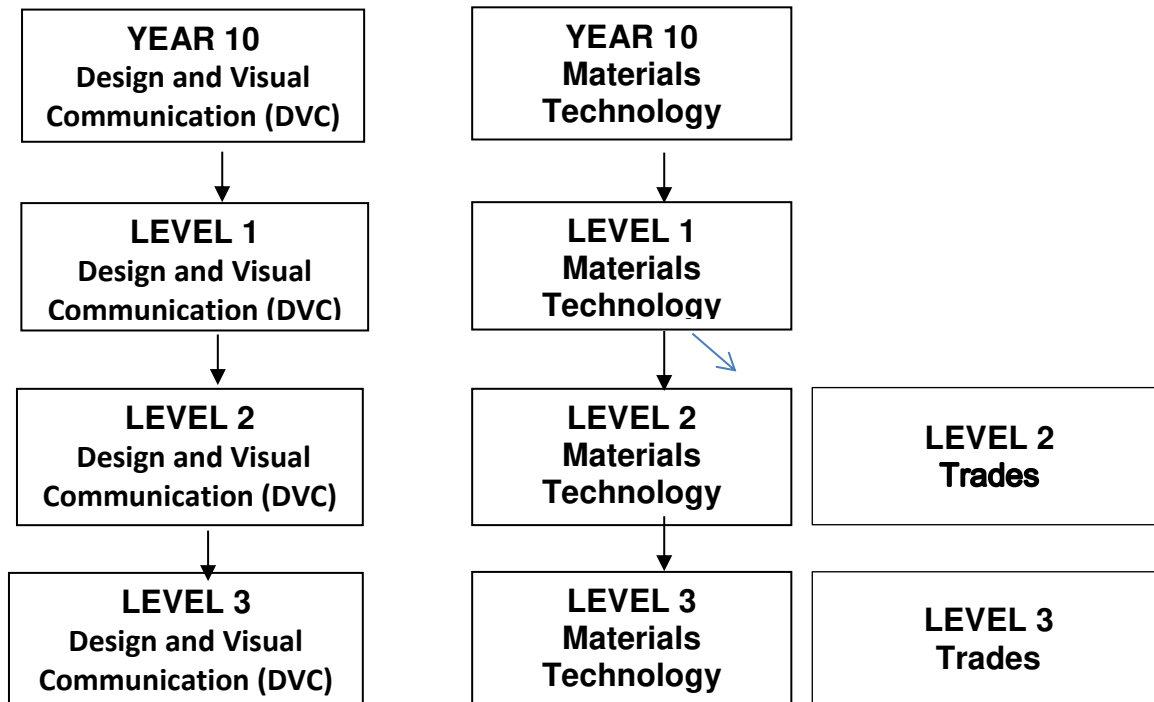 YEAR 10
Design and Visual
Communication (DVC)
YEAR 10
Materials
Technology
LEVEL 1
Design and Visual
Communication (DVC)
LEVEL 1
Materials
Technology
LEVEL 2
Design and Visual
Communication (DVC)
LEVEL 2
Materials
Technology
LEVEL 2
Trades
LEVEL 3
Design and Visual
Communication (DVC)
LEVEL 3
Materials
Technology
LEVEL 3
Trades